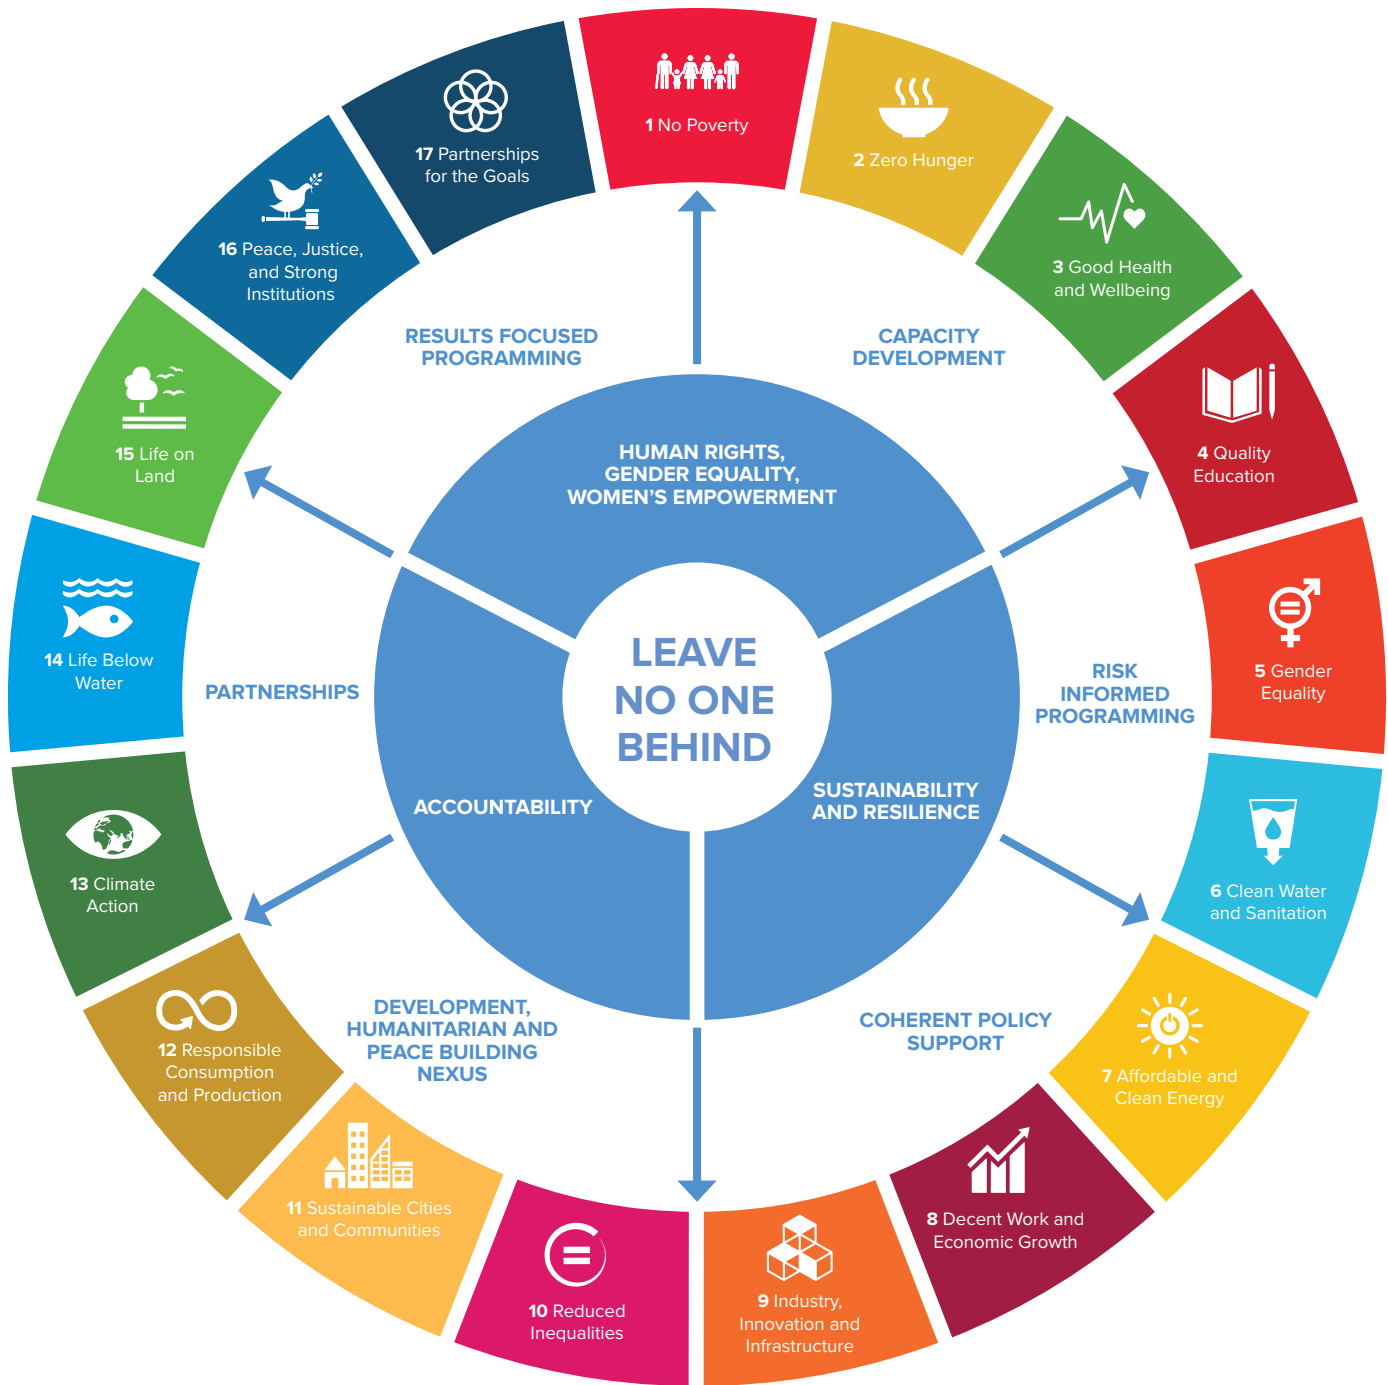 1 No Poverty
2 Zero Hunger
3 Good Health
and Wellbeing
4 Quality
Education
5 Gender
Equality
6 Clean Water
and Sanitation
7 Affordable and
Clean Energy
8 Decent Work and
Economic Growth
9 Industry,
Innovation and
Infrastructure
10 Reduced
Inequalities
11 Sustainable Cities
and Communities
12 Responsible
Consumption
and Production
13 Climate
Action
14 Life Below
Water
15 Life on
Land
16 Peace, Justice,
and Strong
Institutions
17 Partnerships
for the Goals
RESULTS FOCUSED
PROGRAMMING
CAPACITY
DEVELOPMENT
RISK
INFORMED
PROGRAMMING
COHERENT POLICY
SUPPORT
DEVELOPMENT,
HUMANITARIAN AND
PEACE BUILDING
NEXUS
PARTNERSHIPS
HUMAN RIGHTS,
GENDER EQUALITY,
WOMEN’S EMPOWERMENT
SUSTAINABILITY
AND RESILIENCE
ACCOUNTABILITY
LEAVE
NO ONE
BEHIND